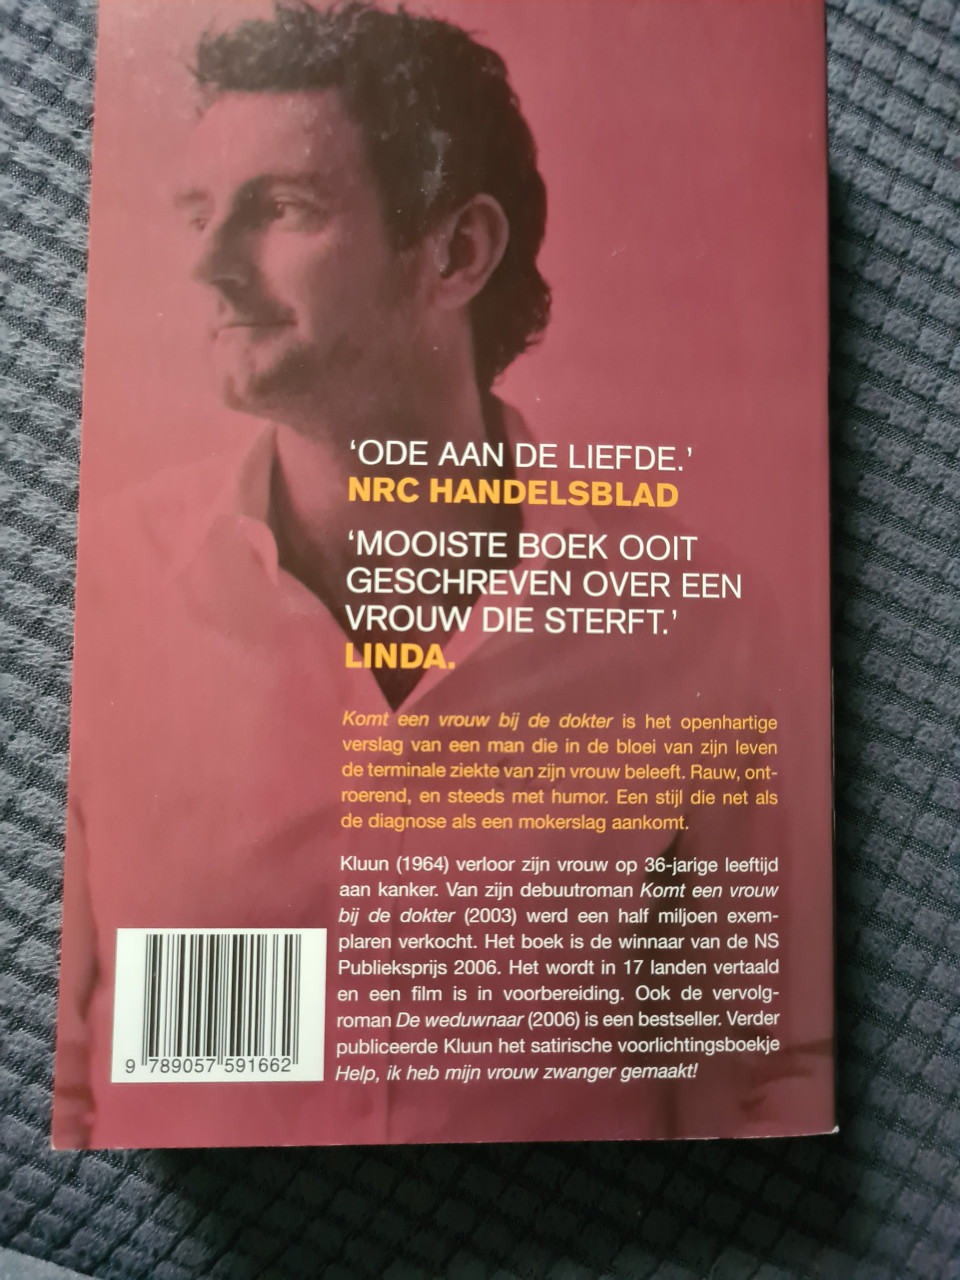 'ODE AAN DE LIEFDE.'
NRC HANDELSBLAD
'MOOISTE BOEK OOIT
GESCHREVEN OVER EEN
VROUW DIE STERFT.'
LINDA.
Komt een vrouw bij de dokter is het openhartige
verslag van een man die in de bloei van zijn leven
de terminale ziekte van zijn vrouw beleeft. Rauw, ont-
roerend, en steeds met humor. Een stijl die net als
de diagnose als een mokerslag aankomt.
Kluun (1964) verloor zijn vrouw op 36-jarige leeftijd
aan kanker. Van zijn debuutroman Komt een vrouw
bij de dokter (2003) werd een half miljoen exem-
plaren verkocht. Het boek is de winnaar van de NS
Publieksprijs 2006. Het wordt in 17 landen vertaald
en een film is in voorbereiding. Ook de vervolg-
roman De weduwnaar (2006) is een bestseller. Verder
publiceerde Kluun het satirische voorlichtingsboekje
Help, ik heb mijn vrouw zwanger gemaakt!
9 789057 591662